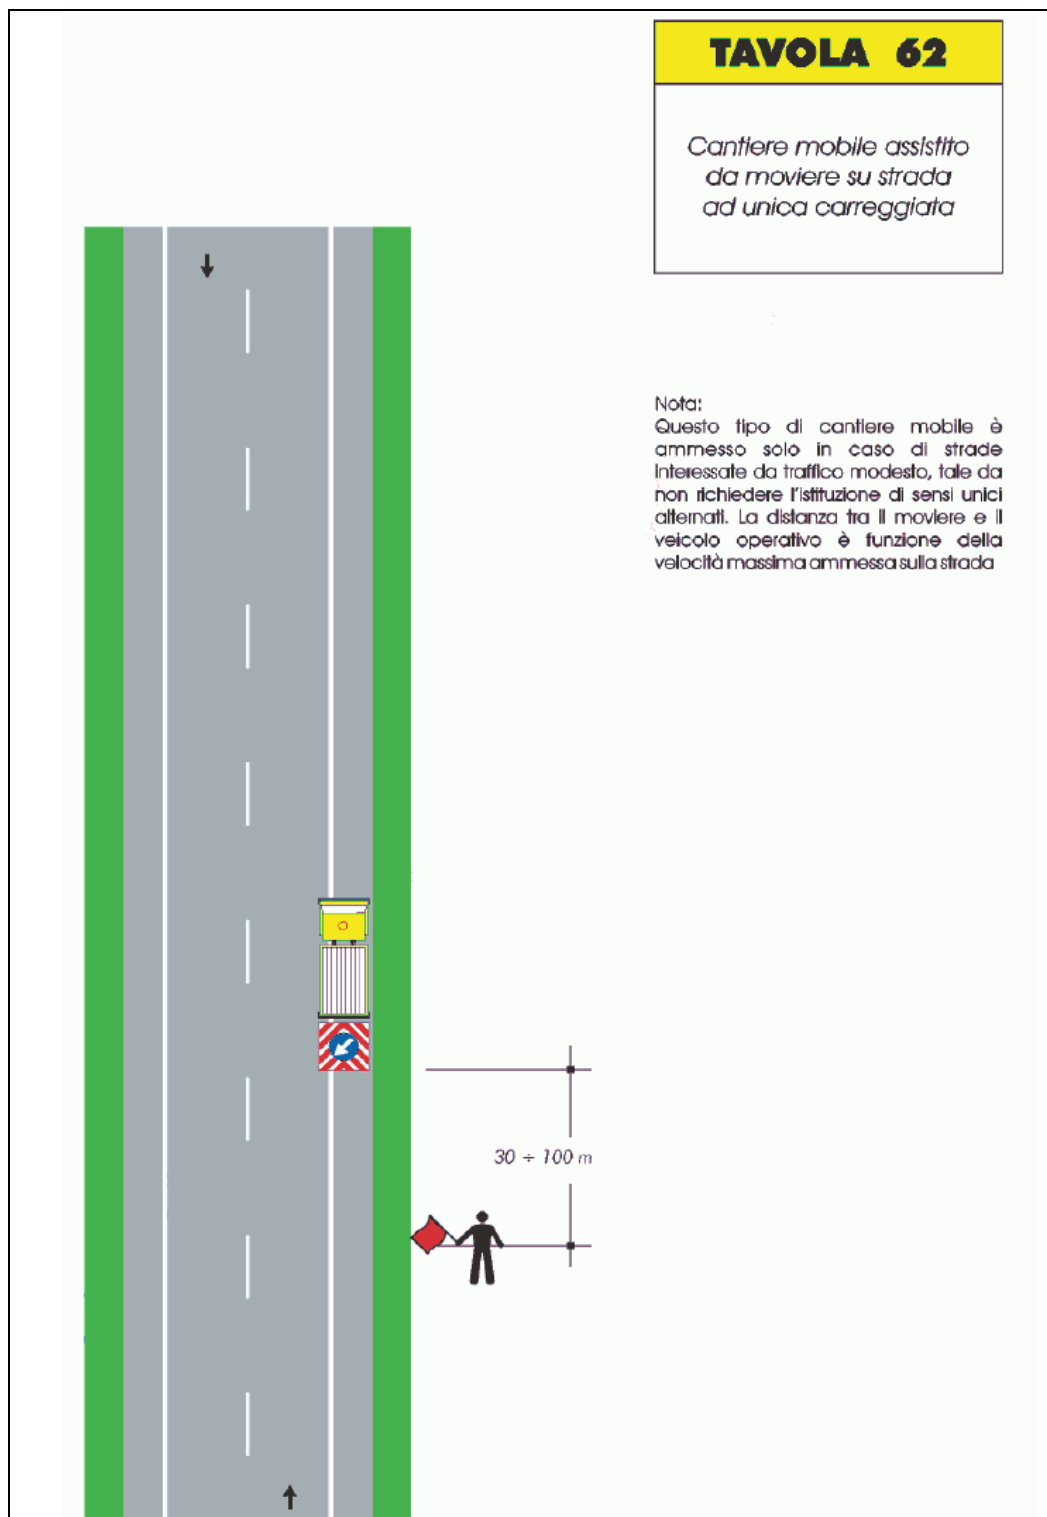 TAVOLA 62
Cantiere mobile assistito
da moviere su strada
ad unica carreggiata
Nota:
Questo tipo di cantiere mobile è
ammesso solo in caso di strade
interessate da traffico modesto, tale da
non richiedere l'istituzione di sensi unici
alternati. La distanza tra il moviere e il
veicolo operativo è funzione della
velocità massima ammessa sulla strada
30 ÷ 100 m